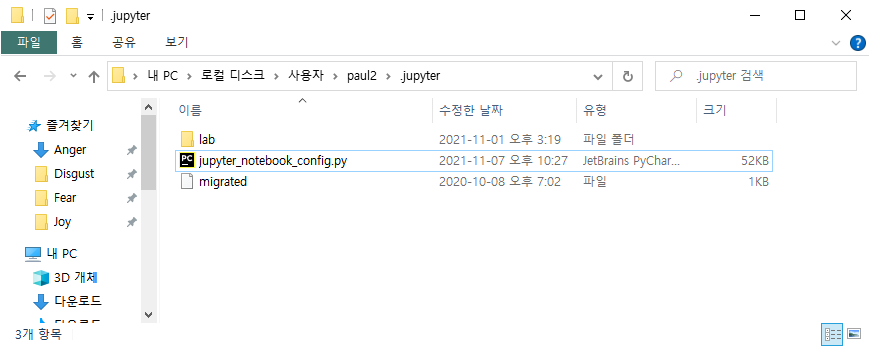 .jupyter
파일 홈 공유 보기
내 PC 로컬 디스크 사용자 paul2 .jupyter .jupyter 검색
이름 수정한 날짜 유형 크기
즐겨찾기
Anger
Disgust
Fear
Joy
내 PC
3D 개체
다운로드
lab 2021-11-01 오후 3:19 파일 폴더
PC jupyter_notebook_config.py 2021-11-07 오후 10:27 JetBrains PyChar... 52KB
migrated 2020-10-08 오후 7:02 파일 1KB
3개 항목